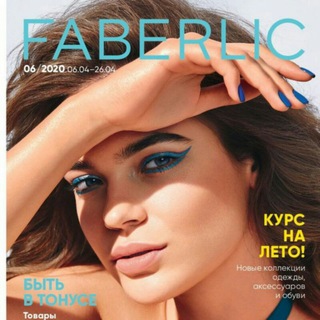 FABERLIC
06/2020 06.04–26.04
КУРС
НА
ЛЕТО!
Новые коллекции
одежды,
аксессуаров
и обуви
БЫТЬ
В ТОНУСЕ
Товары